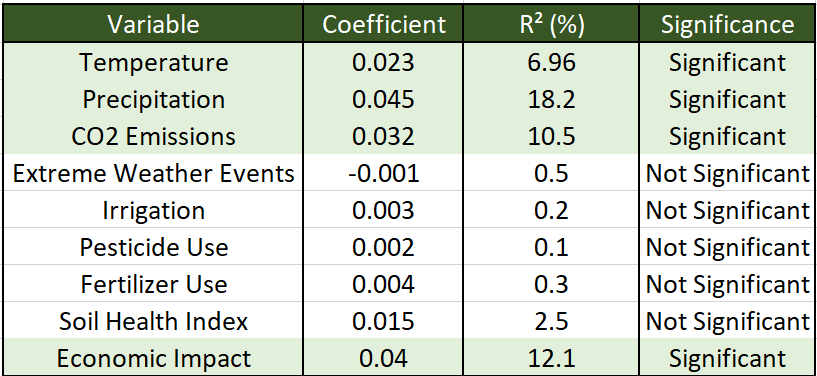 Variable Coefficient R² (%) Significance
Temperature 0.023 6.96 Significant
Precipitation 0.045 18.2 Significant
CO2 Emissions 0.032 10.5 Significant
Extreme Weather Events -0.001 0.5 Not Significant
Irrigation 0.003 0.2 Not Significant
Pesticide Use 0.002 0.1 Not Significant
Fertilizer Use 0.004 0.3 Not Significant
Soil Health Index 0.015 2.5 Not Significant
Economic Impact 0.04 12.1 Significant